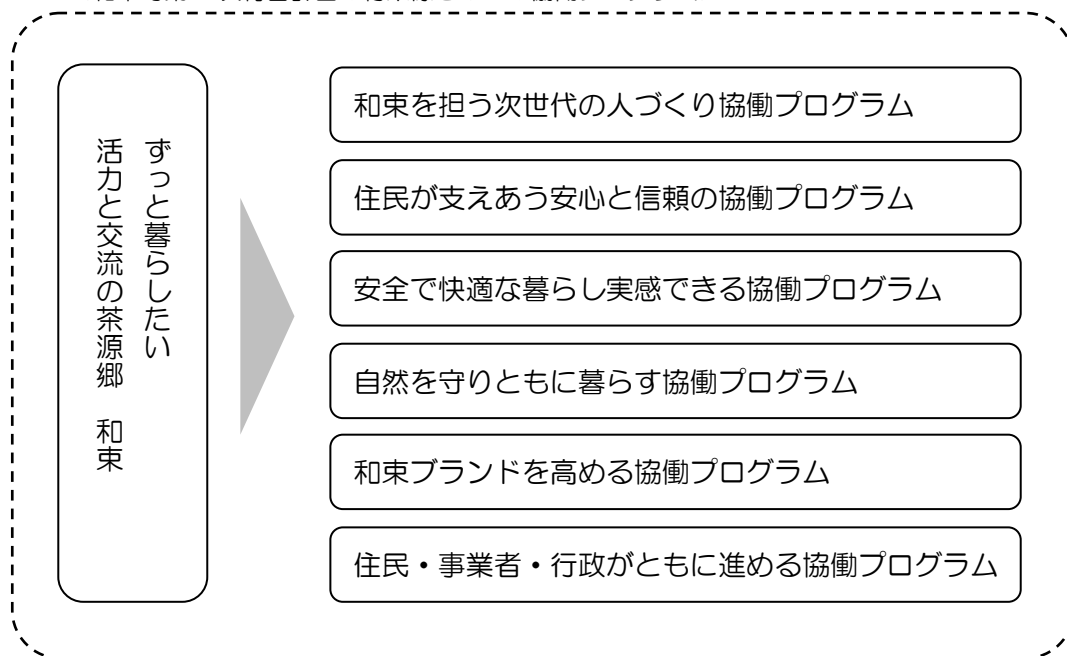 ずっと暮らしたい
活力と交流の茶源郷　和束
和束を担う次世代の人づくり協働プログラム
住民が支えあう安心と信頼の協働プログラム
安全で快適な暮らし実感できる協働プログラム
自然を守りともに暮らす協働プログラム
和束ブランドを高める協働プログラム
住民・事業者・行政がともに進める協働プログラム